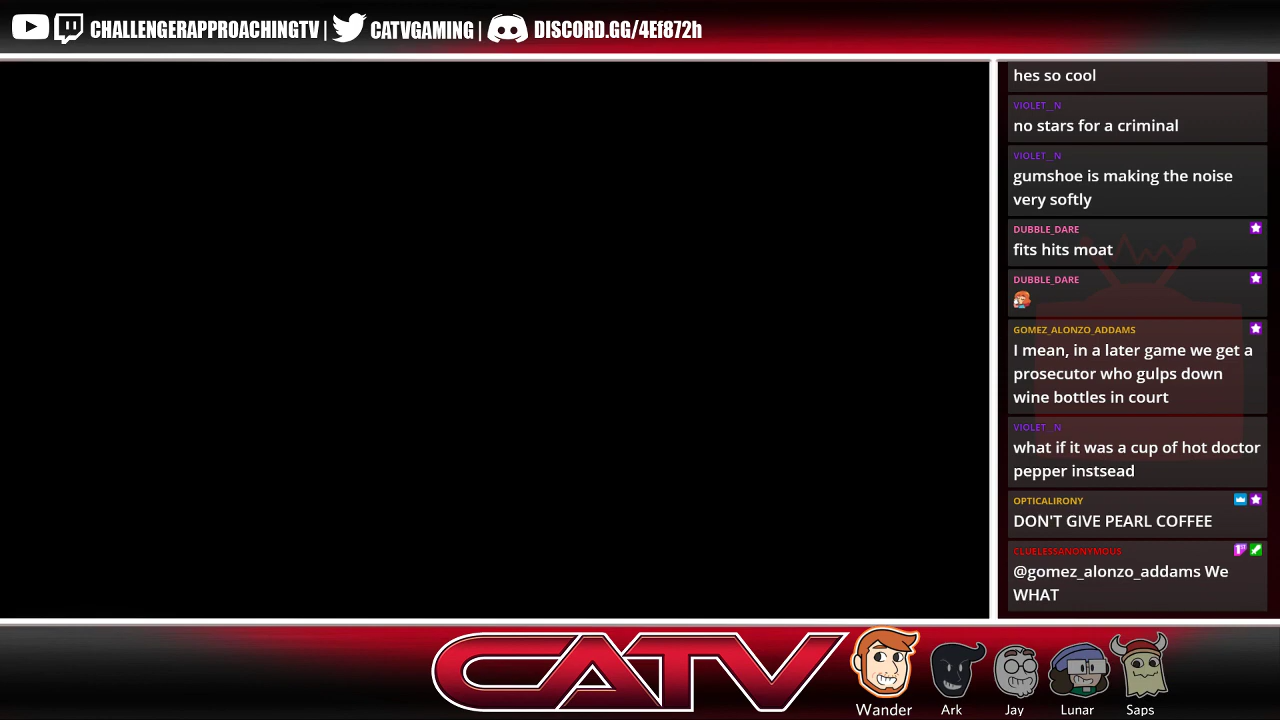 CHALLENGERAPPROACHINGTV | CATVGAMING | DISCORD.GG/4Ef872h
hes so cool
VIOLET__N
no stars for a criminal
VIOLET__N
gumshoe is making the noise
very softly
DUBBLE_DARE
fits hits moat
DUBBLE_DARE
GOMEZ_ALONZO_ADDAMS
I mean, in a later game we get a
prosecutor who gulps down
wine bottles in court
VIOLET__N
what if it was a cup of hot doctor
pepper instsead
OPTICALIRONY
DON'T GIVE PEARL COFFEE
CLUELESSANONYMOUS
@gomez_alonzo_addams We
WHAT
CATV
Wander Ark Jay Lunar Saps